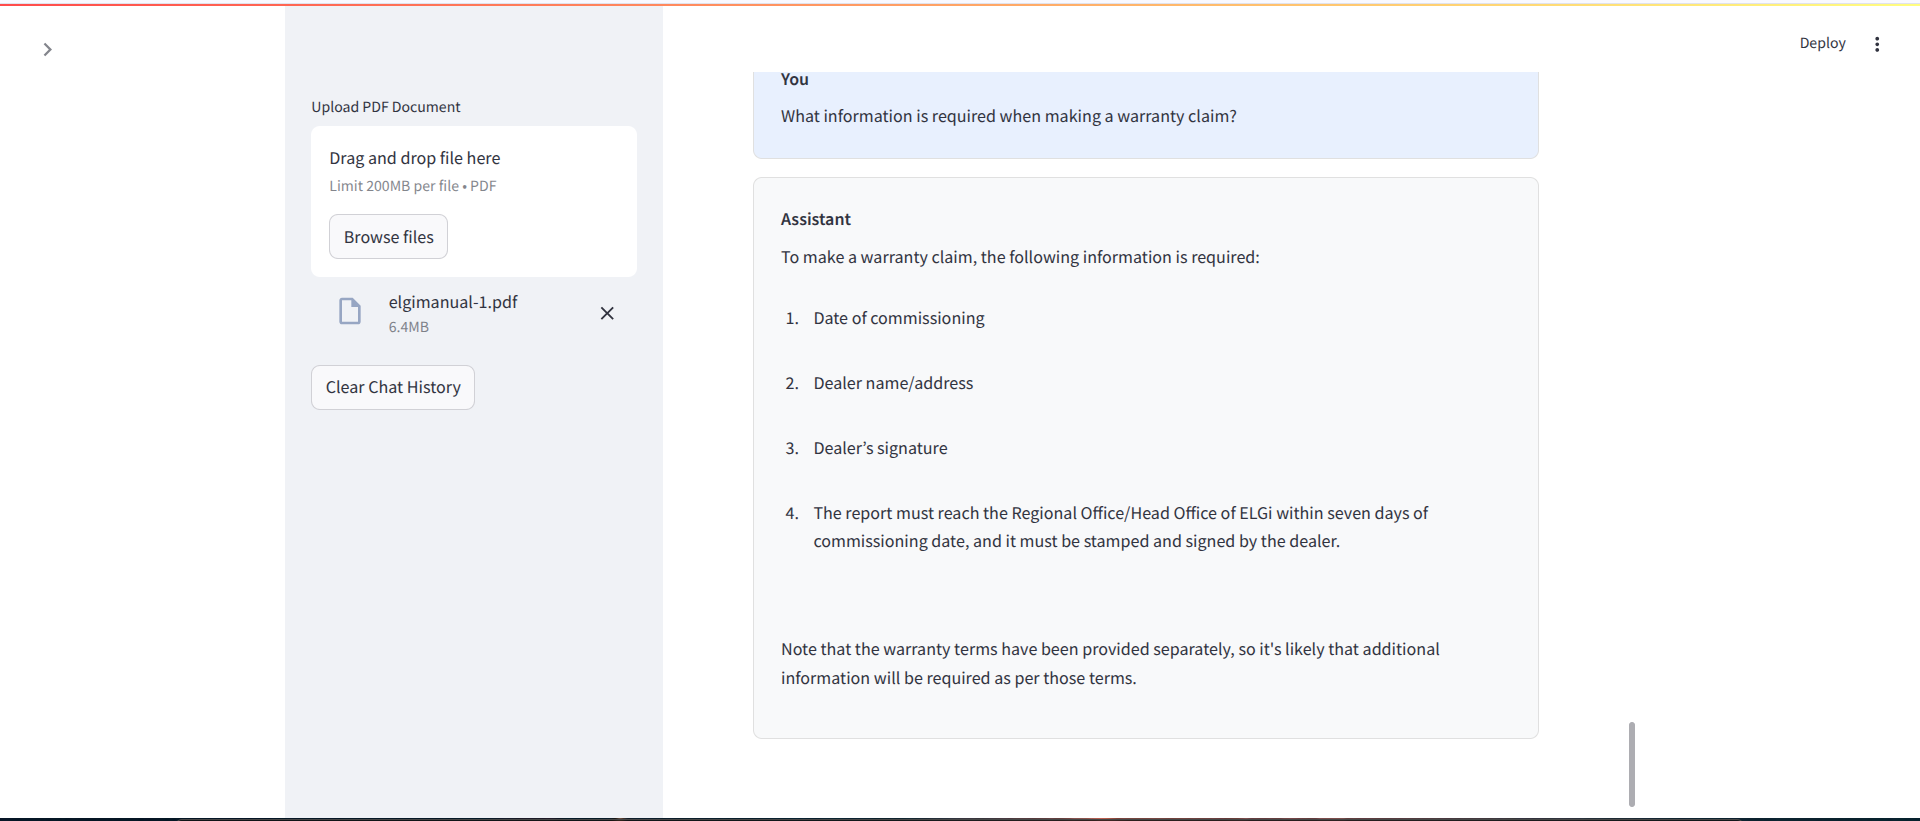 Deploy
Upload PDF Document
Drag and drop file here
Limit 200MB per file • PDF
Browse files
elgimanual-1.pdf
6.4MB
Clear Chat History
You
What information is required when making a warranty claim?
Assistant
To make a warranty claim, the following information is required:
1. Date of commissioning
2. Dealer name/address
3. Dealer’s signature
4. The report must reach the Regional Office/Head Office of ELGi within seven days of
commissioning date, and it must be stamped and signed by the dealer.
Note that the warranty terms have been provided separately, so it's likely that additional
information will be required as per those terms.